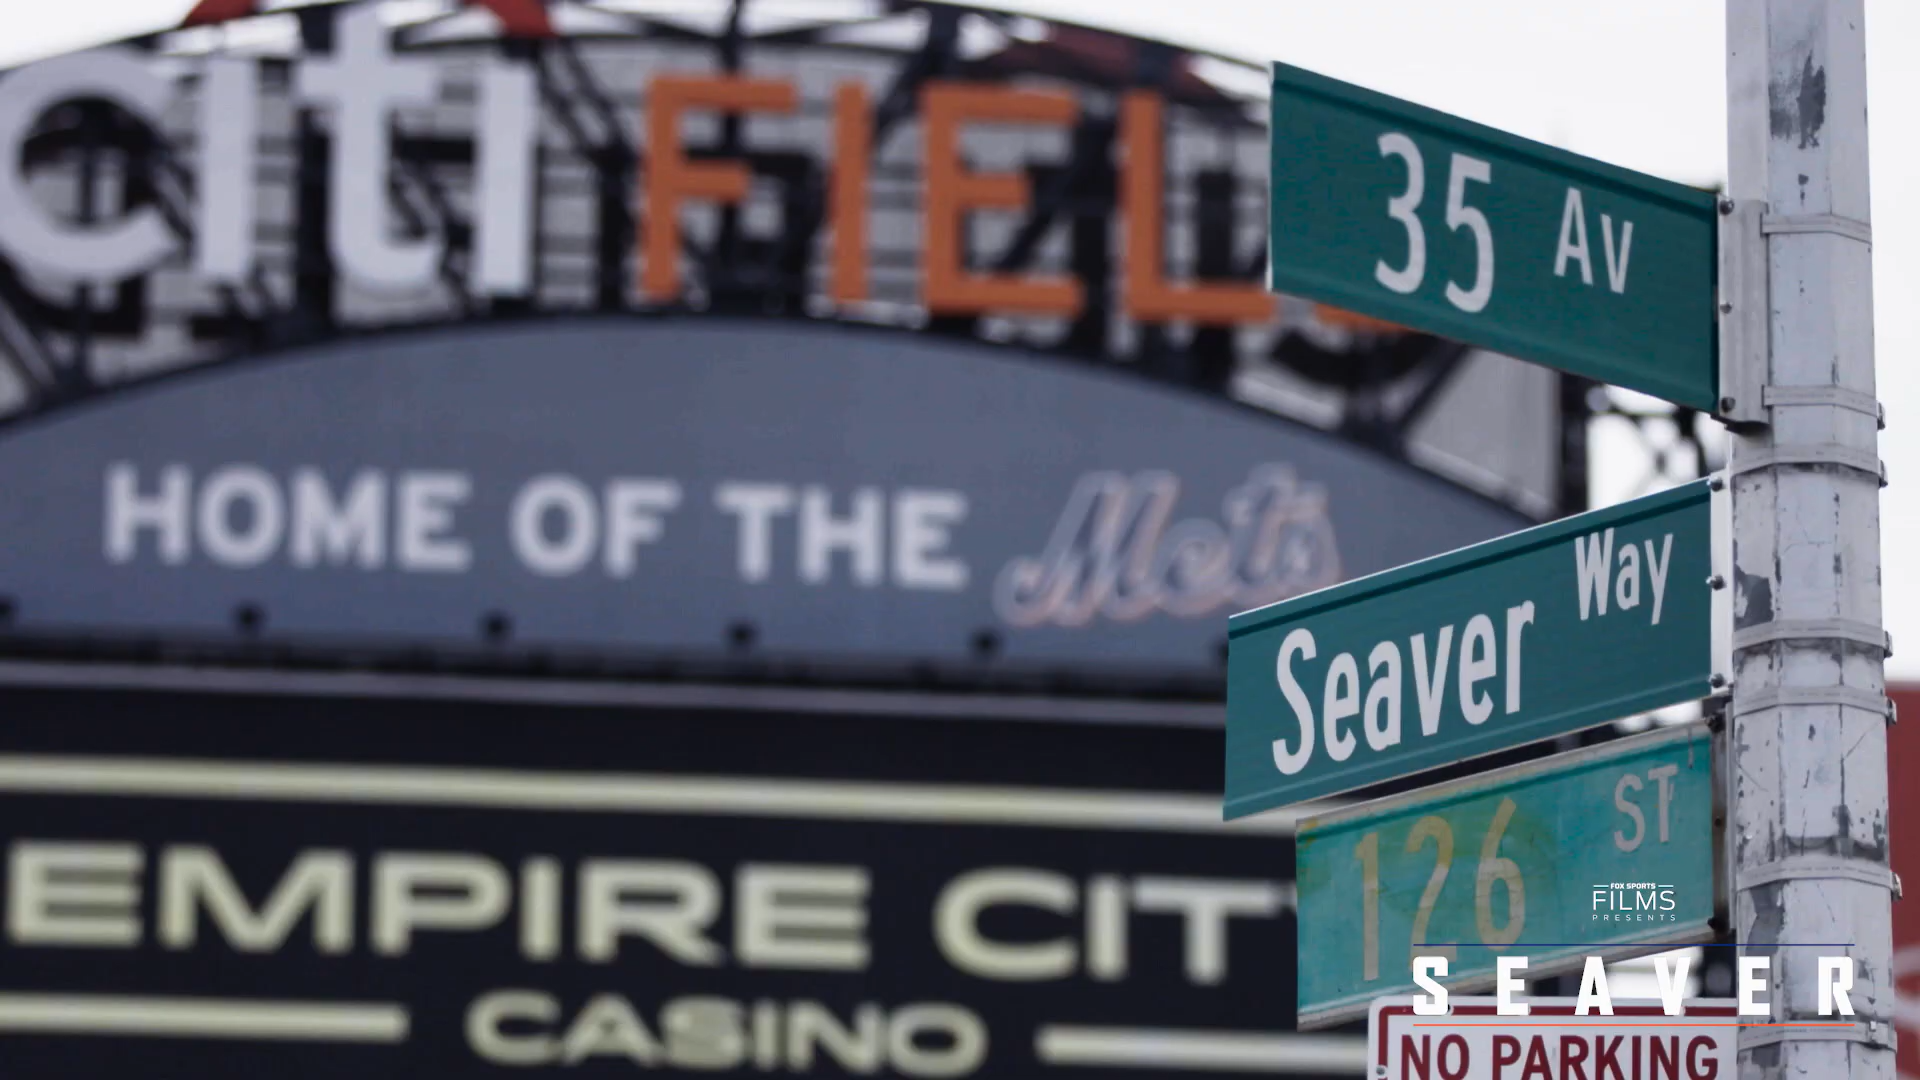 citi FIEL
HOME OF THE Mets
EMPIRE CITY
CASINO
35 Av
Seaver Way
126 ST
FOX SPORTS
FILMS
PRESENTS
SEAVER
NO PARKING